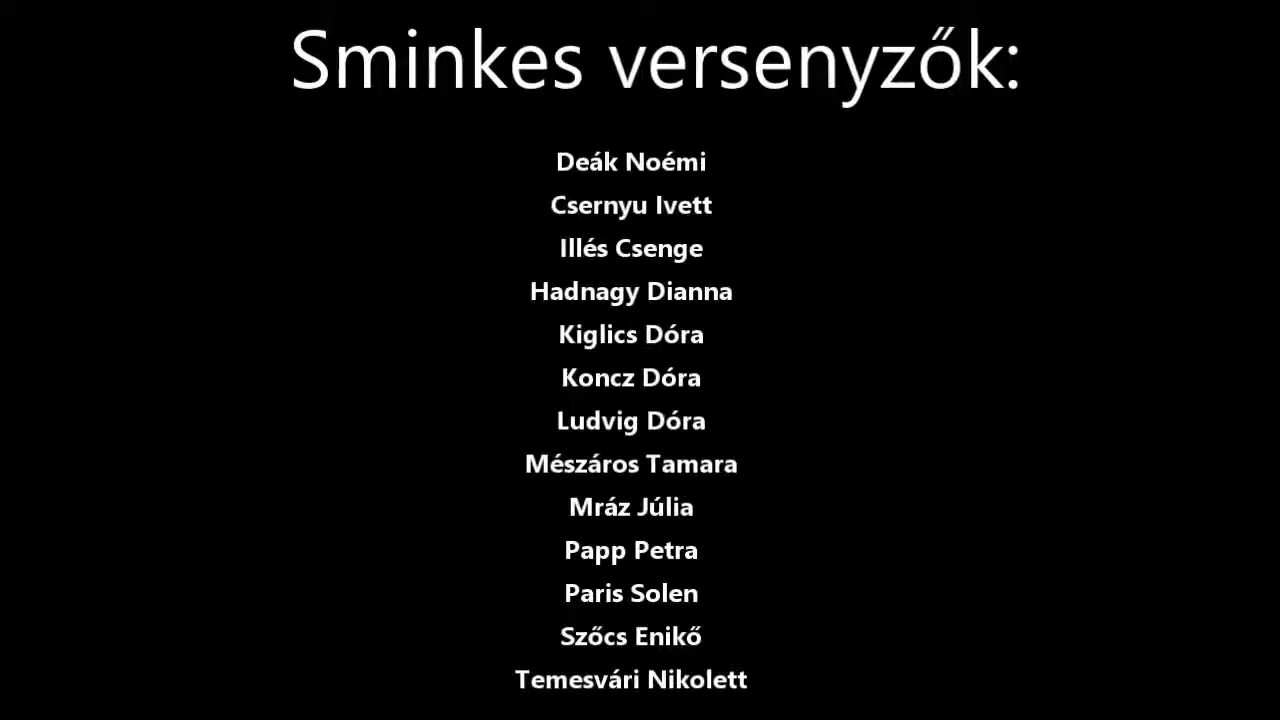 Sminkes versenyzők:
Deák Noémi
Csernyu Ivett
Illés Csenge
Hadnagy Dianna
Kiglics Dóra
Koncz Dóra
Ludvig Dóra
Mészáros Tamara
Mráz Júlia
Papp Petra
Paris Solen
Szőcs Enikő
Temesvári Nikolett